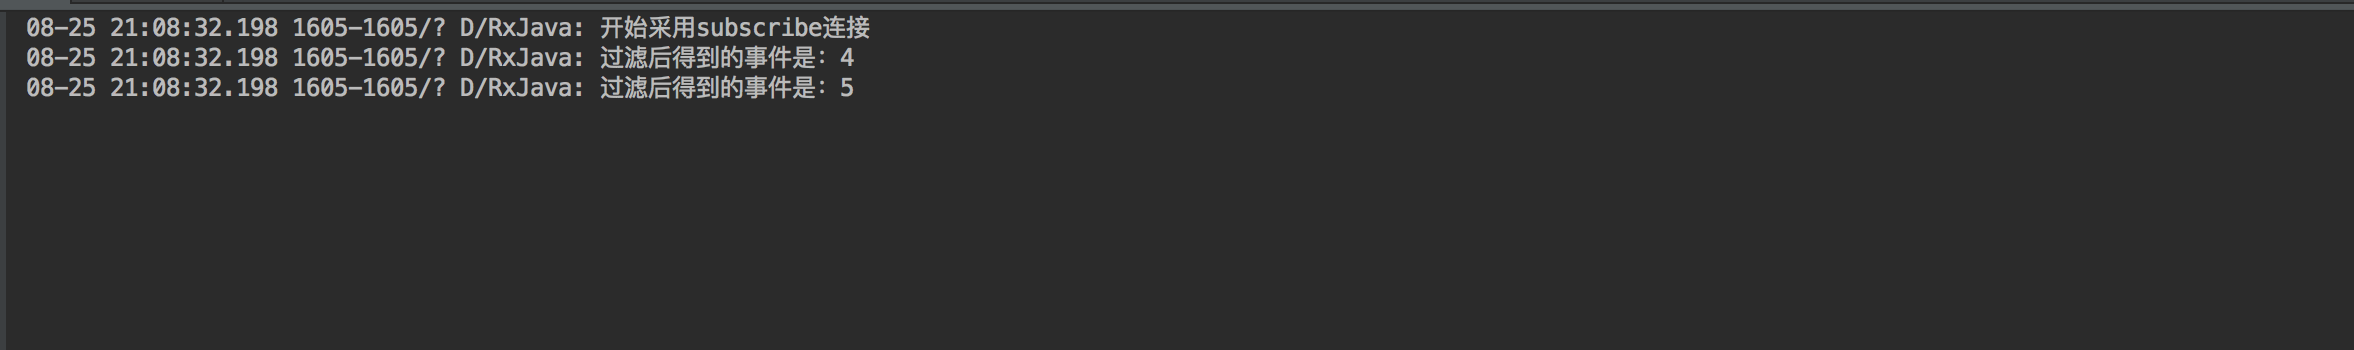 08-25 21:08:32.198 1605-1605/? D/RxJava: 开始采用subscribe连接
08-25 21:08:32.198 1605-1605/? D/RxJava: 过滤后得到的事件是：4
08-25 21:08:32.198 1605-1605/? D/RxJava: 过滤后得到的事件是：5